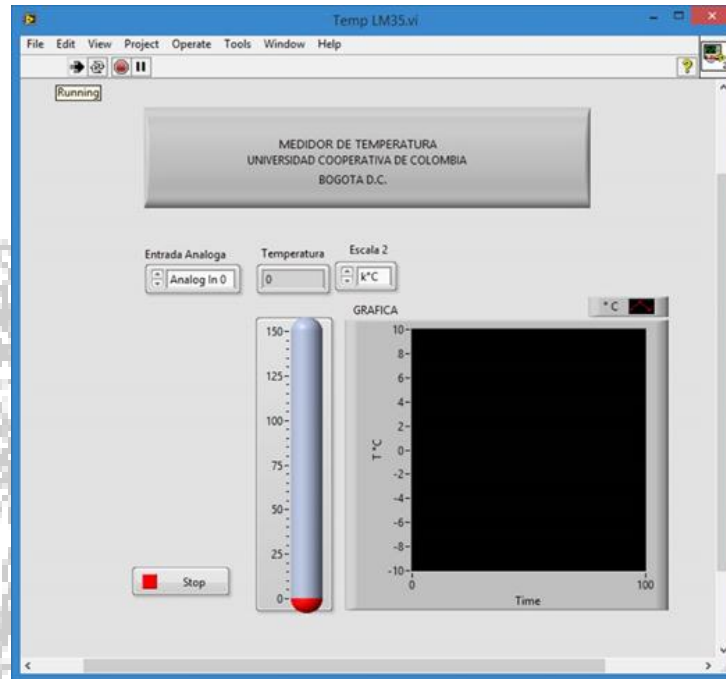 Temp LM35.vi
File Edit View Project Operate Tools Window Help
Running
MEDIDOR DE TEMPERATURA
UNIVERSIDAD COOPERATIVA DE COLOMBIA
BOGOTA D.C.
Entrada Analoga
Analog In 0
Temperatura
0
Escala 2
k°C
GRAFICA
°C
150
125
100
75
50
25
0
T °C
10
8
6
4
2
0
-2
-4
-6
-8
-10
0
100
Time
Stop